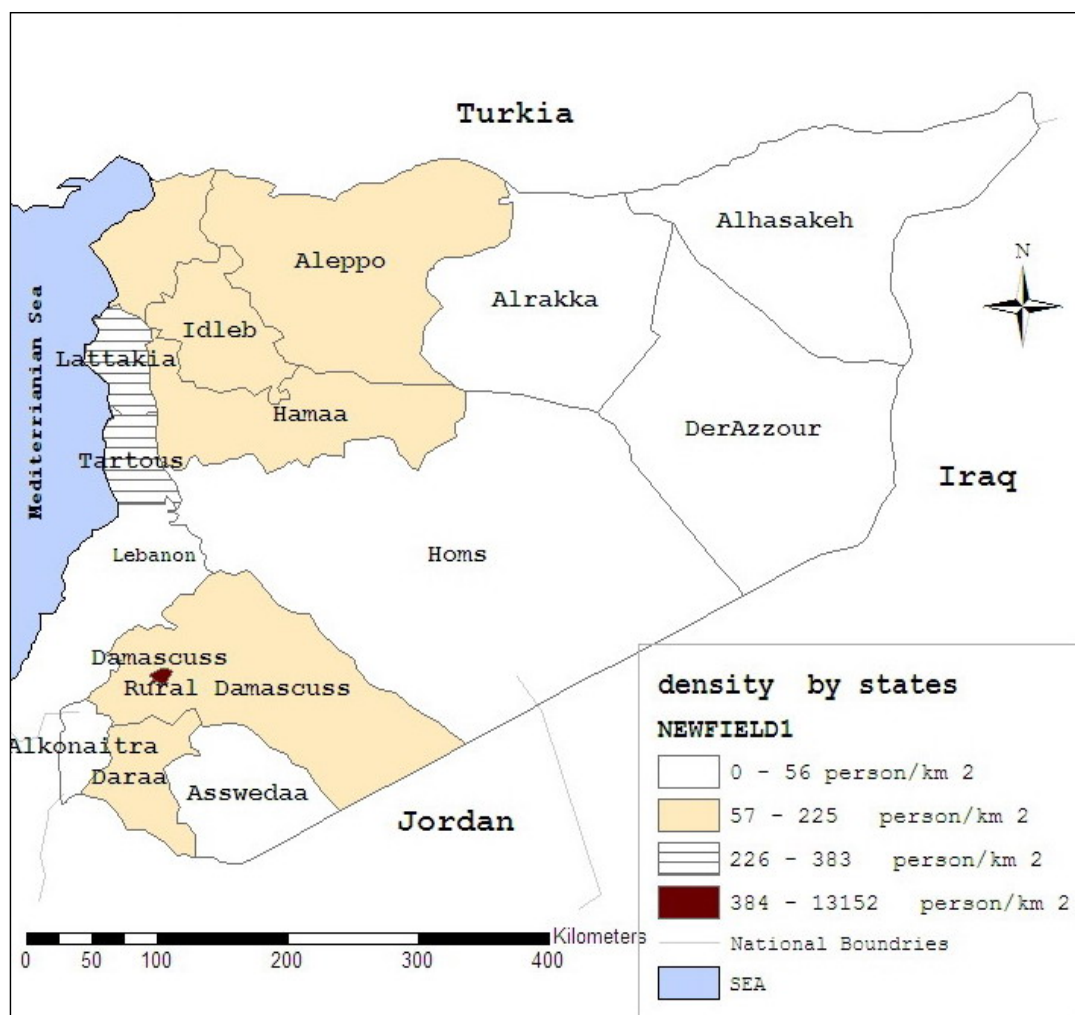 Turkia
Alhasakeh
Aleppo
N
Alrakka
Idleb
Mediterrianian Sea
Lattakia
Hamaa
DerAzzour
Tartous
Iraq
Lebanon
Homs
Damascuss
Rural Damascuss
Alkonaitra
Daraa
Asswedaa
Jordan
density by states
NEWFIELD1
0 - 56 person/km 2
57 - 225 person/km 2
226 - 383 person/km 2
384 - 13152 person/km 2
National Boundries
SEA
Kilometers
0 50 100 200 300 400